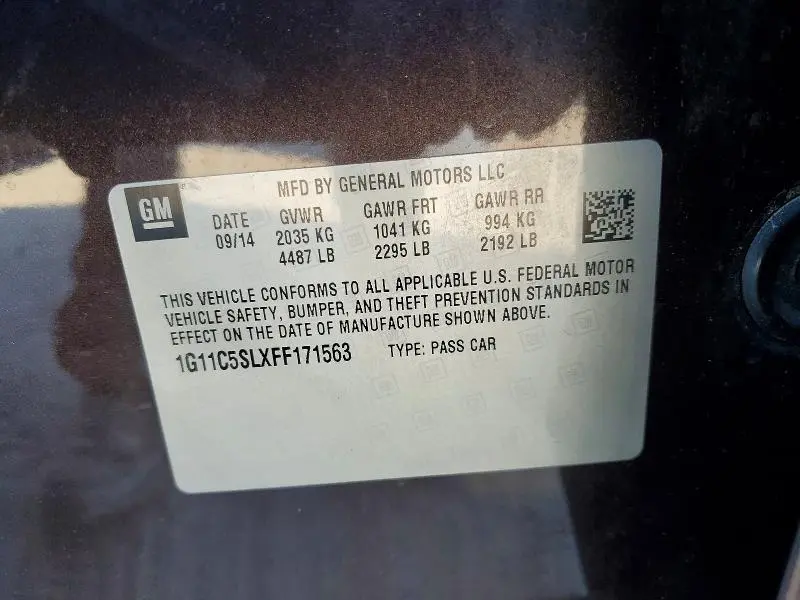 MFD BY GENERAL MOTORS LLC
GM
DATE GVWR GAWR FRT GAWR RR
09/14 2035 KG 1041 KG 994 KG
4487 LB 2295 LB 2192 LB
THIS VEHICLE CONFORMS TO ALL APPLICABLE U.S. FEDERAL MOTOR
VEHICLE SAFETY, BUMPER, AND THEFT PREVENTION STANDARDS IN
EFFECT ON THE DATE OF MANUFACTURE SHOWN ABOVE.
1G11C5SLXFF171563 TYPE: PASS CAR